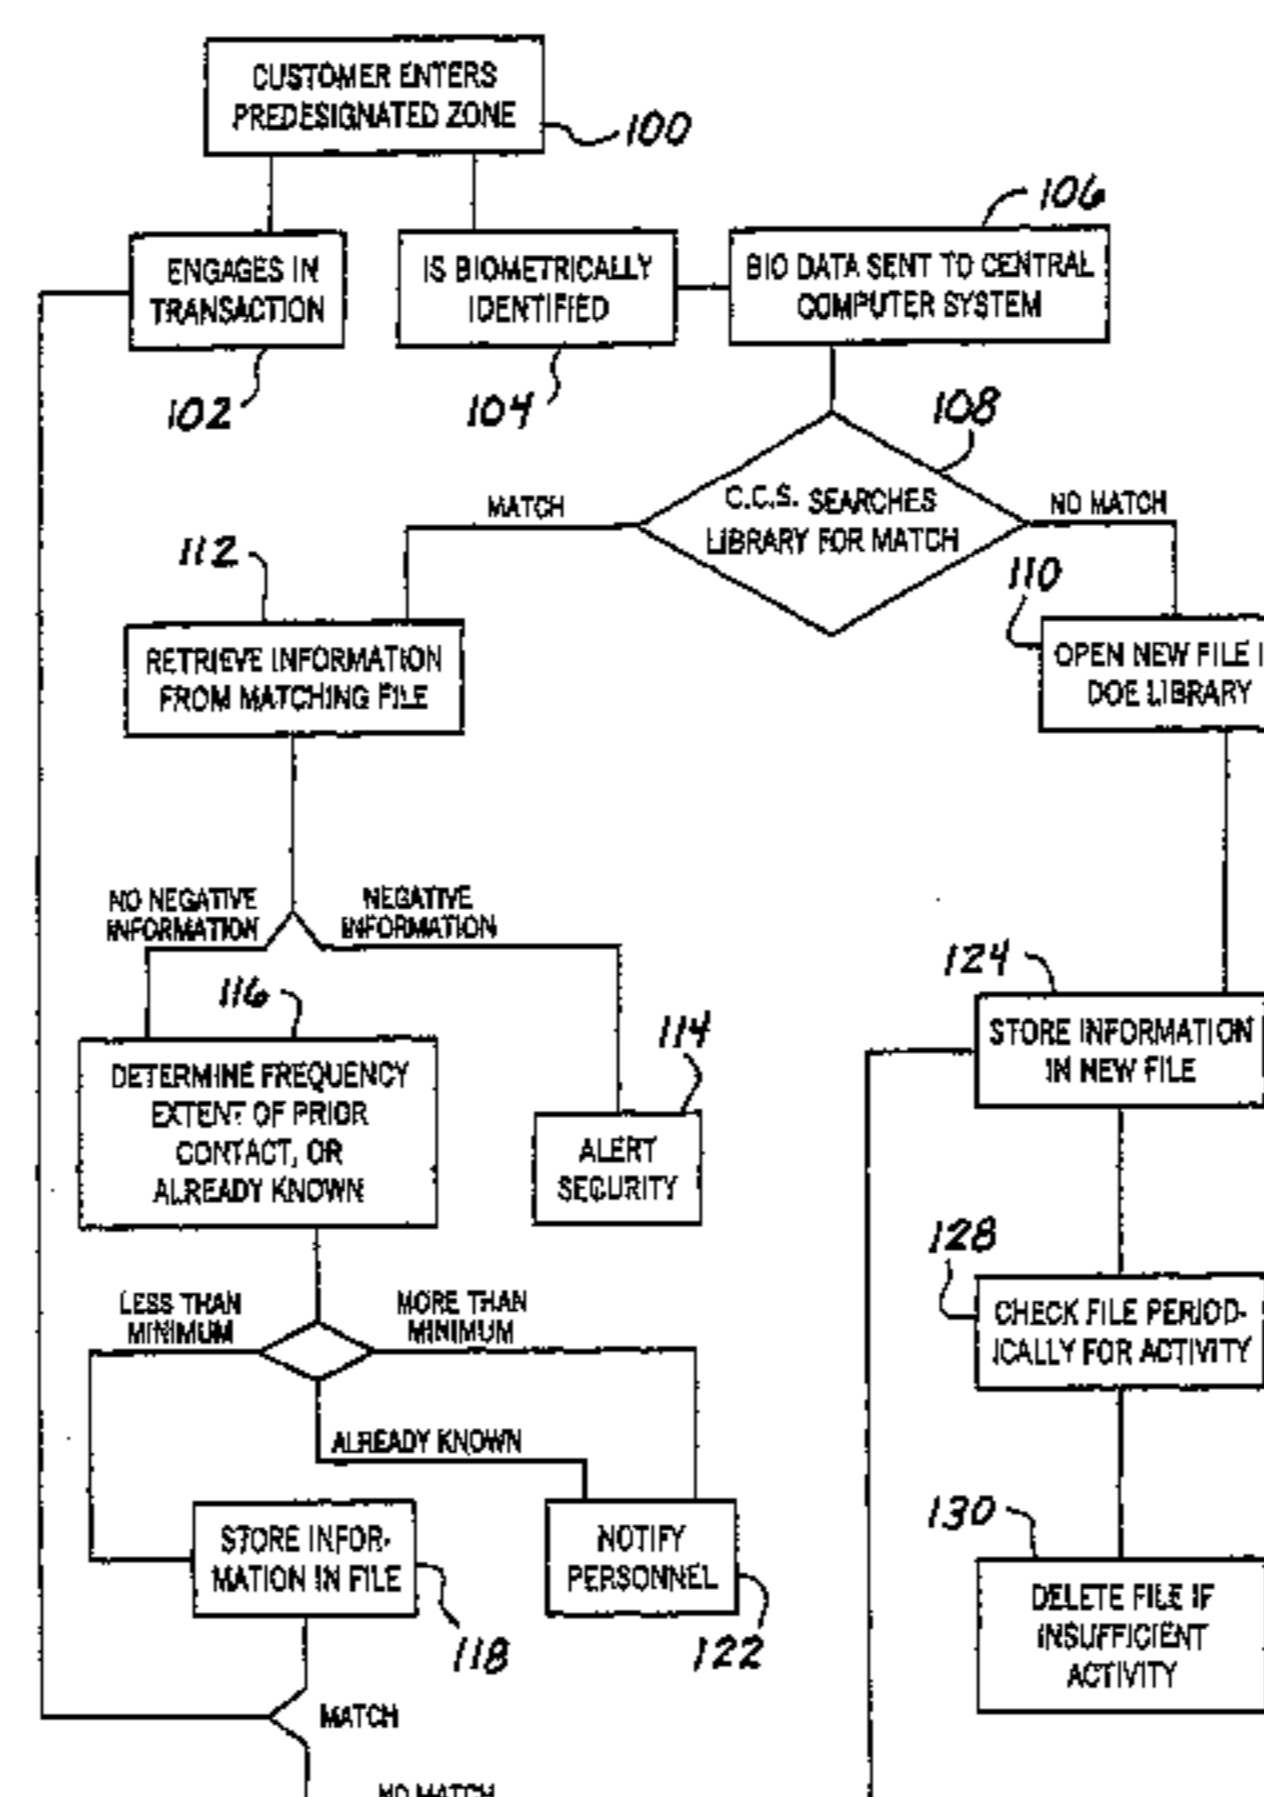 CUSTOMER ENTERS
PREDESIGNATED ZONE
100
ENGAGES IN
TRANSACTION
102
IS BIOMETRICALLY
IDENTIFIED
104
106
BIO DATA SENT TO CENTRAL
COMPUTER SYSTEM
108
C.C.S. SEARCHES
LIBRARY FOR MATCH
MATCH
NO MATCH
112
RETRIEVE INFORMATION
FROM MATCHING FILE
110
OPEN NEW FILE
DOE LIBRARY
NO NEGATIVE
INFORMATION
NEGATIVE
INFORMATION
116
DETERMINE FREQUENCY
EXTENT OF PRIOR
CONTACT, OR
ALREADY KNOWN
114
ALERT
SECURITY
124
STORE INFORMATION
IN NEW FILE
LESS THAN
MINIMUM
MORE THAN
MINIMUM
ALREADY KNOWN
128
CHECK FILE PERIOD-
ICALLY FOR ACTIVITY
STORE INFOR-
MATION IN FILE
118
NOTIFY
PERSONNEL
122
130
DELETE FILE IF
INSUFFICIENT
ACTIVITY
MATCH
NO MATCH